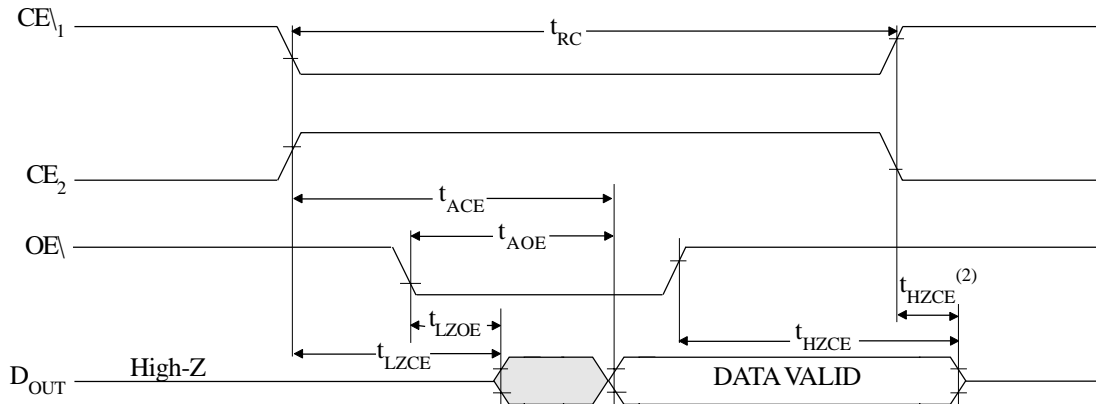 CE\1
tRC
CE2
tACE
OE\
tAOE
tHZCE(2)
tLZOE
tHZCE
tLZCE
DOUT
High-Z
DATA VALID